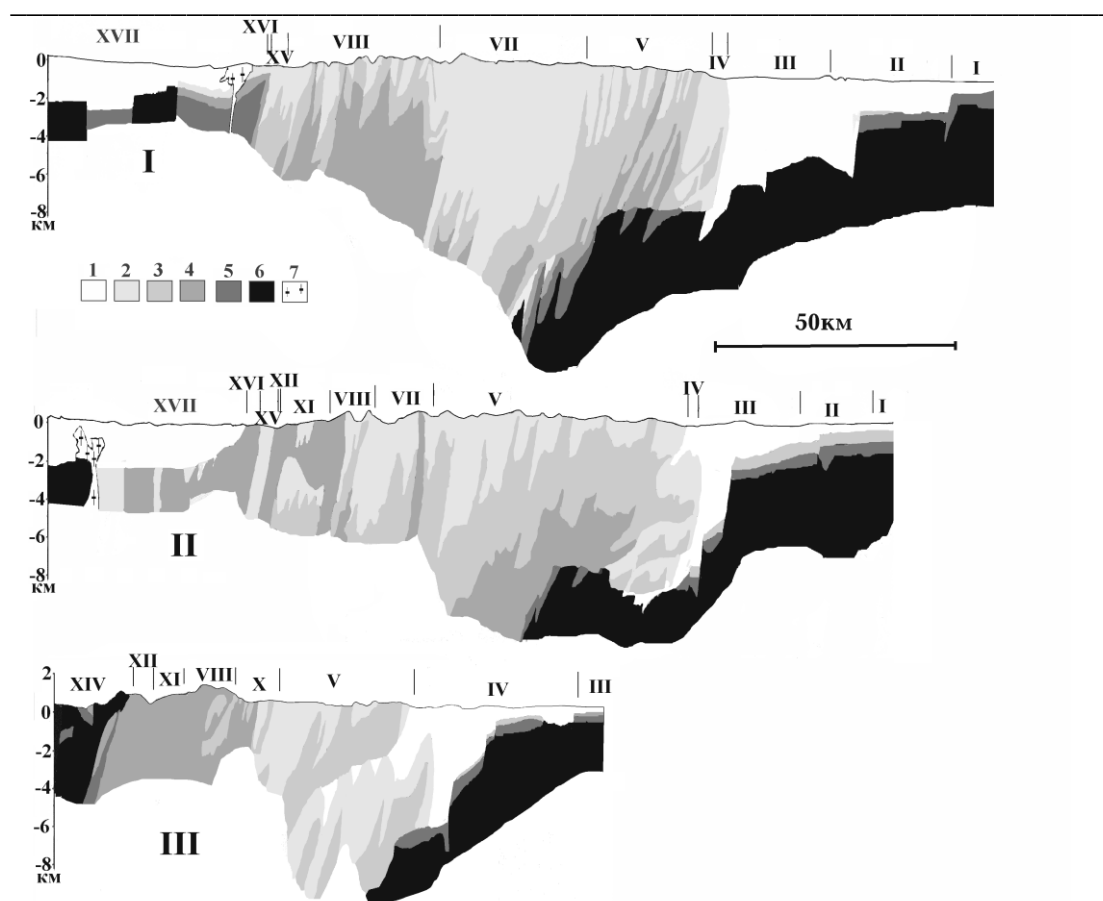 XVII XVI XV VIII VII V IV III II I
0
-2
-4
-6
-8
км
I
1 2 3 4 5 6 7
50км
XVII XVI XV XII XI VIII VII V IV III II I
0
-2
-4
-6
-8
км
II
XIV XII XI VIII X V IV III
2
0
-2
-4
-6
-8
км
III